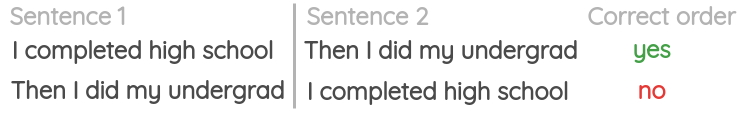 Sentence 1 Sentence 2 Correct order
I completed high school Then I did my undergrad yes
Then I did my undergrad I completed high school no